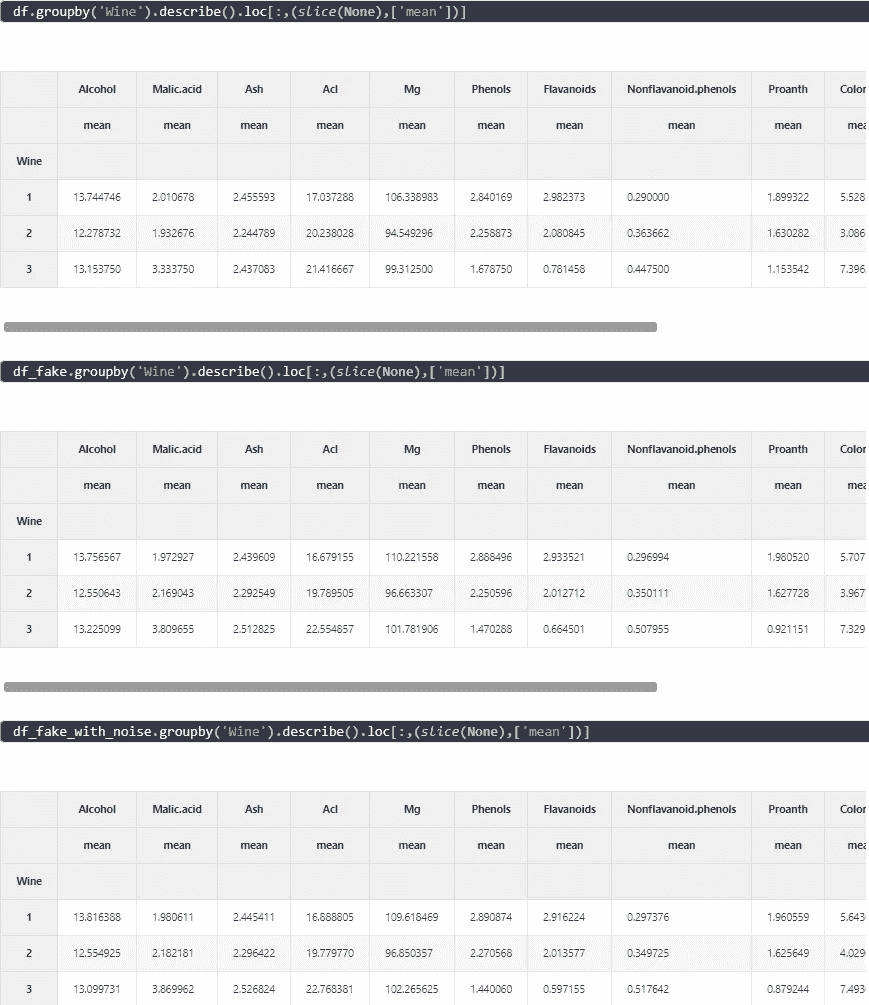 df.groupby('Wine').describe().loc[:,(slice(None),['mean'])]
Alcohol Malic.acid Ash Acl Mg Phenols Flavanoids Nonflavanoid.phenols Proanth Color
mean mean mean mean mean mean mean mean mean mea
Wine
1 13.744746 2.010678 2.455593 17.037288 106.338983 2.840169 2.982373 0.290000 1.899322 5.528
2 12.278732 1.932676 2.244789 20.238028 94.549296 2.258873 2.080845 0.363662 1.630282 3.086
3 13.153750 3.333750 2.437083 21.416667 99.312500 1.678750 0.781458 0.447500 1.153542 7.396
df_fake.groupby('Wine').describe().loc[:,(slice(None),['mean'])]
Alcohol Malic.acid Ash Acl Mg Phenols Flavanoids Nonflavanoid.phenols Proanth Color
mean mean mean mean mean mean mean mean mean mea
Wine
1 13.756567 1.972927 2.439609 16.679155 110.221558 2.888496 2.933521 0.296994 1.980520 5.707
2 12.550643 2.169043 2.292549 19.789505 96.663307 2.250596 2.012712 0.350111 1.627728 3.967
3 13.225099 3.809655 2.512825 22.554857 101.781906 1.470288 0.664501 0.507955 0.921151 7.329
df_fake_with_noise.groupby('Wine').describe().loc[:,(slice(None),['mean'])]
Alcohol Malic.acid Ash Acl Mg Phenols Flavanoids Nonflavanoid.phenols Proanth Color
mean mean mean mean mean mean mean mean mean mea
Wine
1 13.816388 1.980611 2.445411 16.888805 109.618469 2.890874 2.916224 0.297376 1.960559 5.643
2 12.554925 2.182181 2.296422 19.779770 96.850357 2.270568 2.013577 0.349725 1.625649 4.029
3 13.099731 3.869962 2.526824 22.768381 102.265625 1.440060 0.597155 0.517642 0.879244 7.493